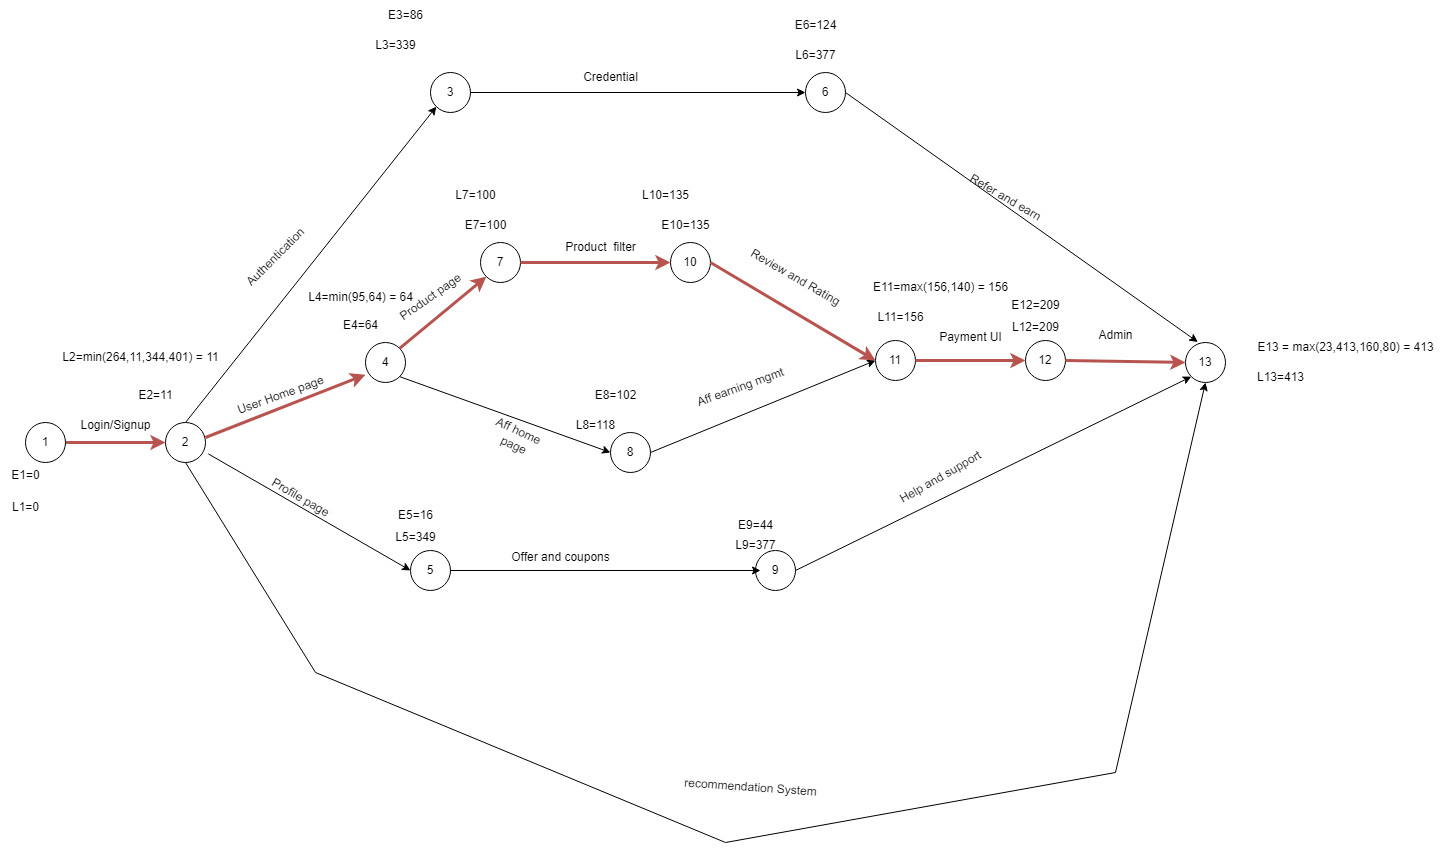 E3=86
L3=339
E6=124
L6=377
3
Credential
6
Authentication
Refer and earn
L7=100
E7=100
L10=135
E10=135
7
Product  filter
10
Review and Rating
Product page
L4=min(95,64) = 64
E4=64
E11=max(156,140) = 156
L11=156
E12=209
L12=209
Payment UI
Admin
E13 = max(23,413,160,80) = 413
L13=413
4
11
12
13
L2=min(264,11,344,401) = 11
E2=11
User Home page
Aff earning mgmt
Login/Signup
1
2
E1=0
L1=0
E8=102
L8=118
Aff home
page
8
Profile page
Help and support
E5=16
L5=349
E9=44
L9=377
5
Offer and coupons
9
recommendation System